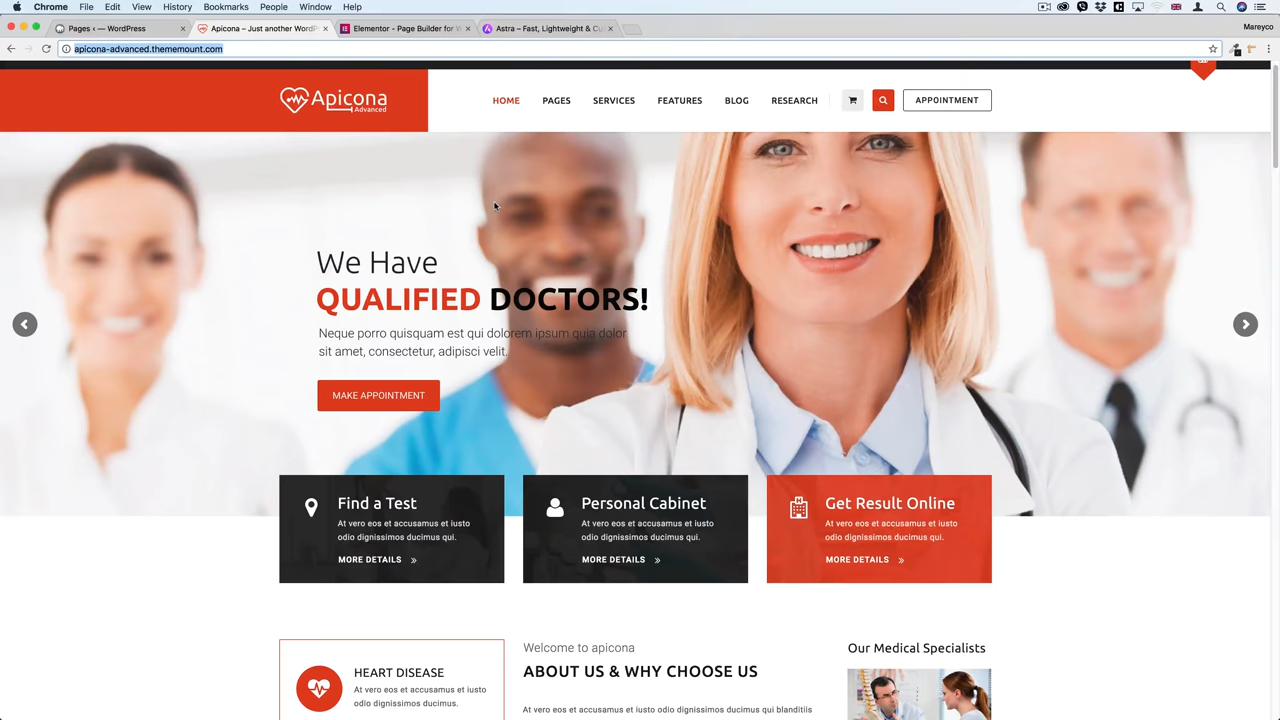 Chrome File Edit View History Bookmarks People Window Help
Pages ‹ — WordPress
Apicona – Just another WordP
Elementor - Page Builder for W
Astra – Fast, Lightweight & Cu
Mareyco
apicona-advanced.thememount.com
Apicona
Advanced
HOME
PAGES
SERVICES
FEATURES
BLOG
RESEARCH
APPOINTMENT
We Have
QUALIFIED DOCTORS!
Neque porro quisquam est qui dolorem ipsum quia dolor
sit amet, consectetur, adipisci velit.
MAKE APPOINTMENT
Find a Test
At vero eos et accusamus et iusto
odio dignissimos ducimus qui.
MORE DETAILS »
Personal Cabinet
At vero eos et accusamus et iusto
odio dignissimos ducimus qui.
MORE DETAILS »
Get Result Online
At vero eos et accusamus et iusto
odio dignissimos ducimus qui.
MORE DETAILS »
HEART DISEASE
At vero eos et accusamus et iusto
odio dignissimos ducimus.
Welcome to apicona
ABOUT US & WHY CHOOSE US
At vero eos et accusamus et iusto odio dignissimos ducimus qui blanditiis
Our Medical Specialists